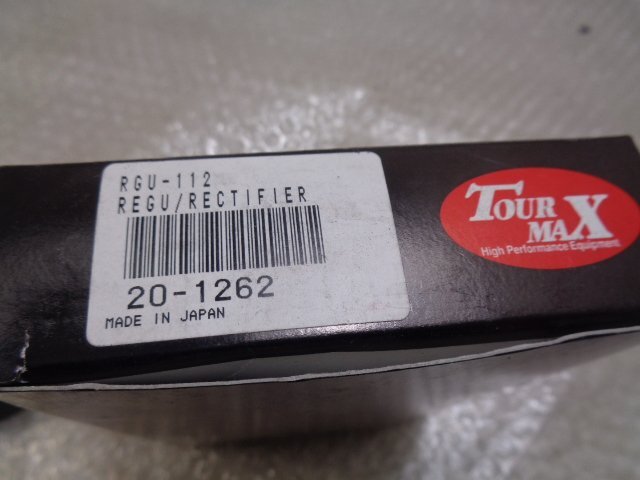 RGU-112
REGU/RECTIFIER
20-1262
MADE IN JAPAN
TOUR
MAX
High Performance Equipment